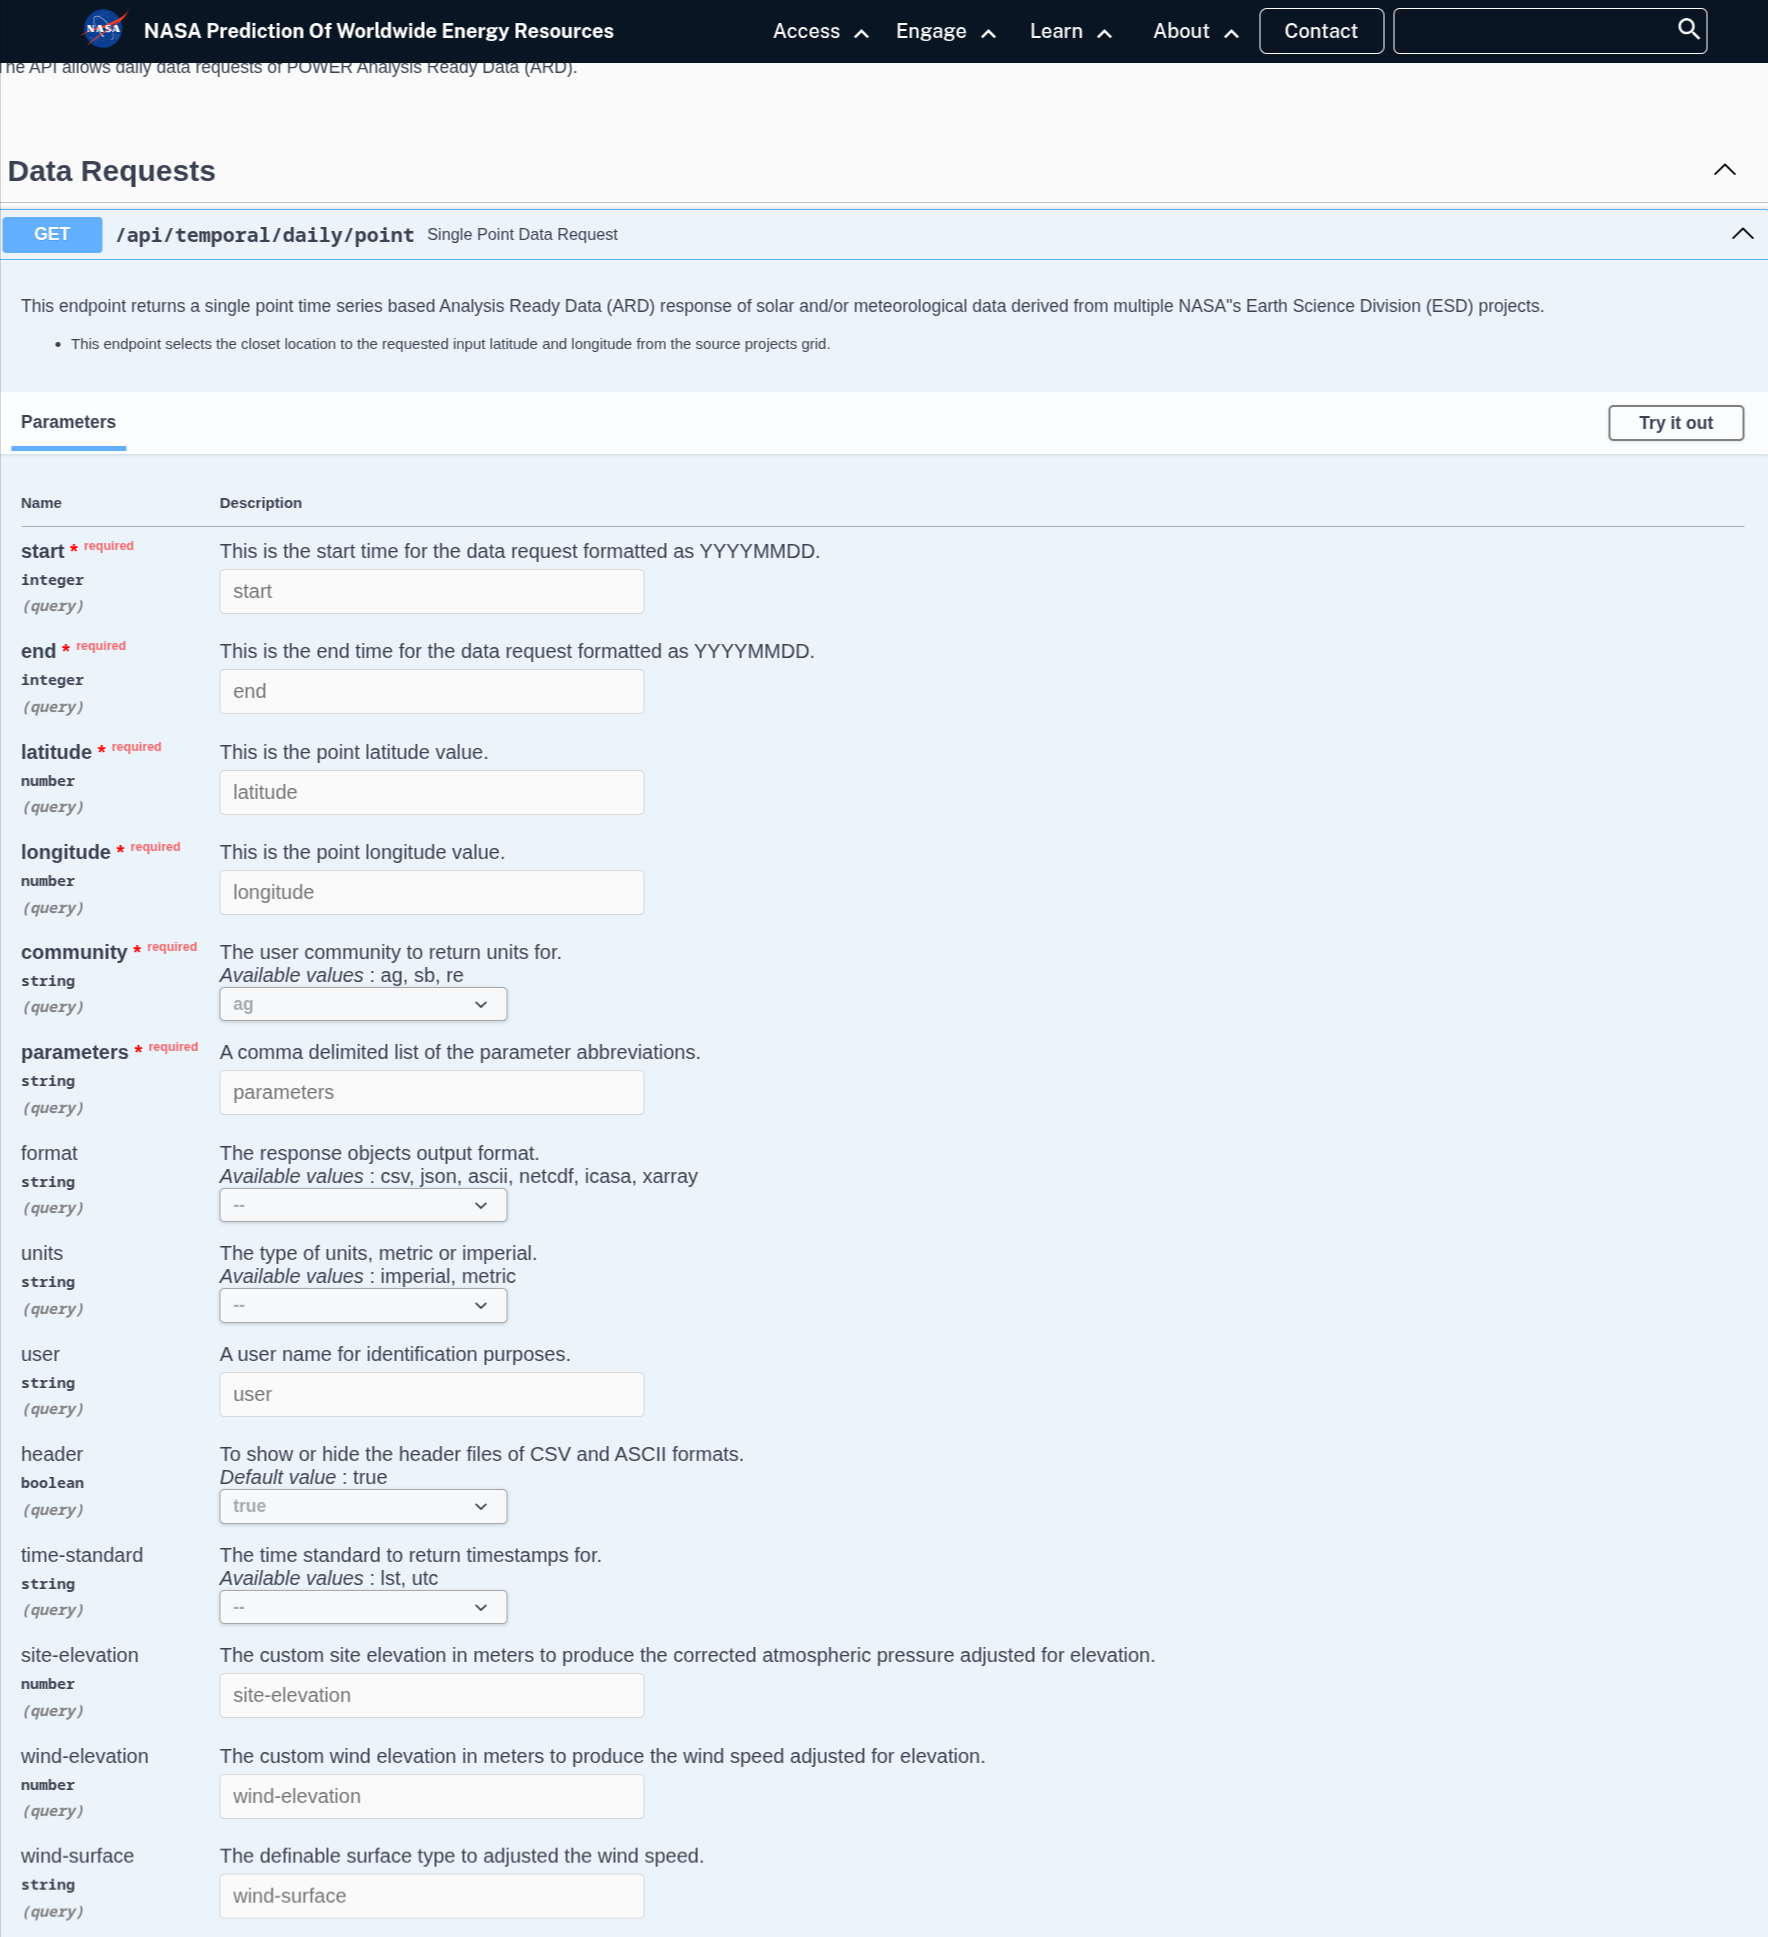 NASA
NASA Prediction Of Worldwide Energy Resources
Access
Engage
Learn
About
Contact
The API allows daily data requests of POWER Analysis Ready Data (ARD).
Data Requests
GET /api/temporal/daily/point Single Point Data Request
This endpoint returns a single point time series based Analysis Ready Data (ARD) response of solar and/or meteorological data derived from multiple NASA"s Earth Science Division (ESD) projects.
• This endpoint selects the closet location to the requested input latitude and longitude from the source projects grid.
Parameters
Try it out
Name Description
start * required
integer
(query)
This is the start time for the data request formatted as YYYYMMDD.
start
end * required
integer
(query)
This is the end time for the data request formatted as YYYYMMDD.
end
latitude * required
number
(query)
This is the point latitude value.
latitude
longitude * required
number
(query)
This is the point longitude value.
longitude
community * required
string
(query)
The user community to return units for.
Available values : ag, sb, re
ag
parameters * required
string
(query)
A comma delimited list of the parameter abbreviations.
parameters
format
string
(query)
The response objects output format.
Available values : csv, json, ascii, netcdf, icasa, xarray
--
units
string
(query)
The type of units, metric or imperial.
Available values : imperial, metric
--
user
string
(query)
A user name for identification purposes.
user
header
boolean
(query)
To show or hide the header files of CSV and ASCII formats.
Default value : true
true
time-standard
string
(query)
The time standard to return timestamps for.
Available values : lst, utc
--
site-elevation
number
(query)
The custom site elevation in meters to produce the corrected atmospheric pressure adjusted for elevation.
site-elevation
wind-elevation
number
(query)
The custom wind elevation in meters to produce the wind speed adjusted for elevation.
wind-elevation
wind-surface
string
(query)
The definable surface type to adjusted the wind speed.
wind-surface